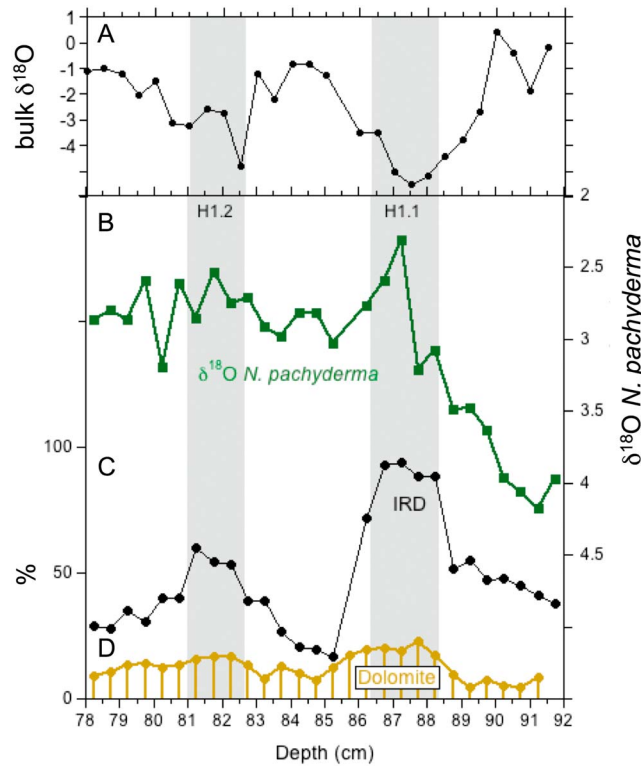 A
1
0
-1
-2
-3
-4
bulk δ¹⁸O
B
H1.2
H1.1
2
2.5
3
3.5
4
4.5
δ¹⁸O N. pachyderma
δ¹⁸O N. pachyderma
C
100
50
0
%
IRD
D
Dolomite
78 79 80 81 82 83 84 85 86 87 88 89 90 91 92
Depth (cm)